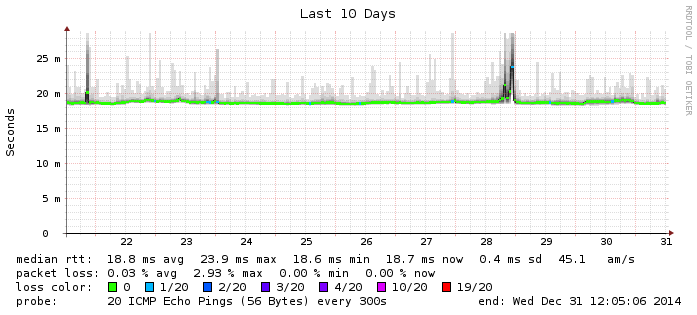 Last 10 Days
RRDTOOL / TOBI OETIKER
Seconds
25 m
20 m
15 m
10 m
5 m
0
22 23 24 25 26 27 28 29 30 31
median rtt: 18.8 ms avg 23.9 ms max 18.6 ms min 18.7 ms now 0.4 ms sd 45.1 am/s
packet loss: 0.03 % avg 2.93 % max 0.00 % min 0.00 % now
loss color: 0 1/20 2/20 3/20 4/20 10/20 19/20
probe: 20 ICMP Echo Pings (56 Bytes) every 300s end: Wed Dec 31 12:05:06 2014